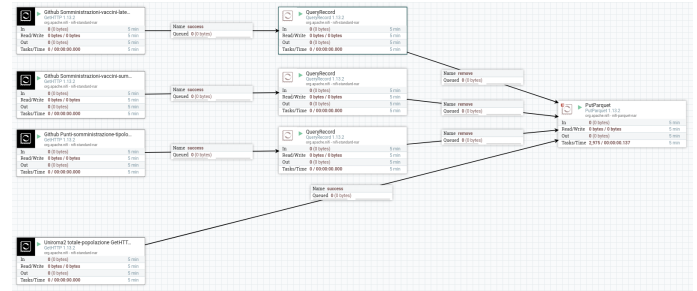 Github Somministrazioni-vaccini-late...
GetHTTP 1.13.2
org.apache.nifi - nifi-standard-nar
In 0 (0 bytes) 5 min
Read/Write 0 bytes / 0 bytes 5 min
Out 0 (0 bytes) 5 min
Tasks/Time 0 / 00:00:00.000 5 min
Name success
Queued 0 (0 bytes)
QueryRecord
QueryRecord 1.13.2
org.apache.nifi - nifi-standard-nar
In 0 (0 bytes) 5 min
Read/Write 0 bytes / 0 bytes 5 min
Out 0 (0 bytes) 5 min
Tasks/Time 0 / 00:00:00.000 5 min
Name remove
Queued 0 (0 bytes)
Github Somministrazioni-vaccini-sum...
GetHTTP 1.13.2
org.apache.nifi - nifi-standard-nar
In 0 (0 bytes) 5 min
Read/Write 0 bytes / 0 bytes 5 min
Out 0 (0 bytes) 5 min
Tasks/Time 0 / 00:00:00.000 5 min
Name success
Queued 0 (0 bytes)
QueryRecord
QueryRecord 1.13.2
org.apache.nifi - nifi-standard-nar
In 0 (0 bytes) 5 min
Read/Write 0 bytes / 0 bytes 5 min
Out 0 (0 bytes) 5 min
Tasks/Time 0 / 00:00:00.000 5 min
Name remove
Queued 0 (0 bytes)
PutParquet
PutParquet 1.13.2
org.apache.nifi - nifi-parquet-nar
In 0 (0 bytes) 5 min
Read/Write 0 bytes / 0 bytes 5 min
Out 0 (0 bytes) 5 min
Tasks/Time 2,975 / 00:00:00.137 5 min
Github Punti-somministrazione-tipolo...
GetHTTP 1.13.2
org.apache.nifi - nifi-standard-nar
In 0 (0 bytes) 5 min
Read/Write 0 bytes / 0 bytes 5 min
Out 0 (0 bytes) 5 min
Tasks/Time 0 / 00:00:00.000 5 min
Name success
Queued 0 (0 bytes)
QueryRecord
QueryRecord 1.13.2
org.apache.nifi - nifi-standard-nar
In 0 (0 bytes) 5 min
Read/Write 0 bytes / 0 bytes 5 min
Out 0 (0 bytes) 5 min
Tasks/Time 0 / 00:00:00.000 5 min
Name remove
Queued 0 (0 bytes)
Name success
Queued 0 (0 bytes)
Uniroma2 totale-popolazione GetHTT...
GetHTTP 1.13.2
org.apache.nifi - nifi-standard-nar
In 0 (0 bytes) 5 min
Read/Write 0 bytes / 0 bytes 5 min
Out 0 (0 bytes) 5 min
Tasks/Time 0 / 00:00:00.000 5 min